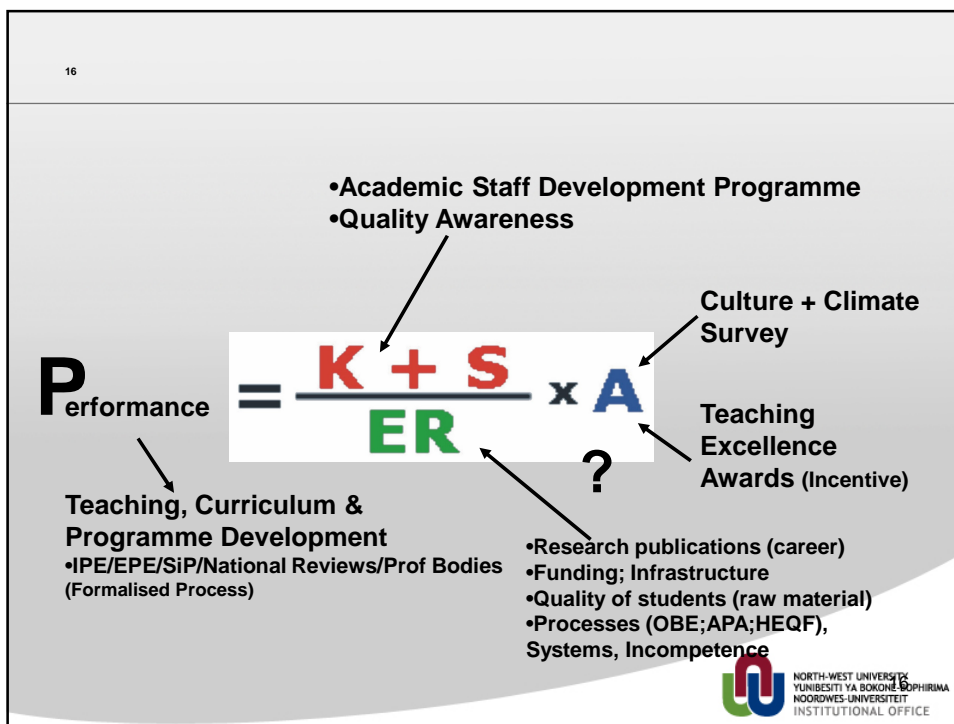 16
•Academic Staff Development Programme
•Quality Awareness
Culture + Climate
Survey
Performance
= K + S
ER
x A
?
Teaching
Excellence
Awards (Incentive)
Teaching, Curriculum &
Programme Development
•IPE/EPE/SiP/National Reviews/Prof Bodies
(Formalised Process)
•Research publications (career)
•Funding; Infrastructure
•Quality of students (raw material)
•Processes (OBE;APA;HEQF),
Systems, Incompetence
16
NORTH-WEST UNIVERSITY
YUNIBESITI YA BOKONE-BOPHIRIMA
NOORDWES-UNIVERSITEIT
INSTITUTIONAL OFFICE